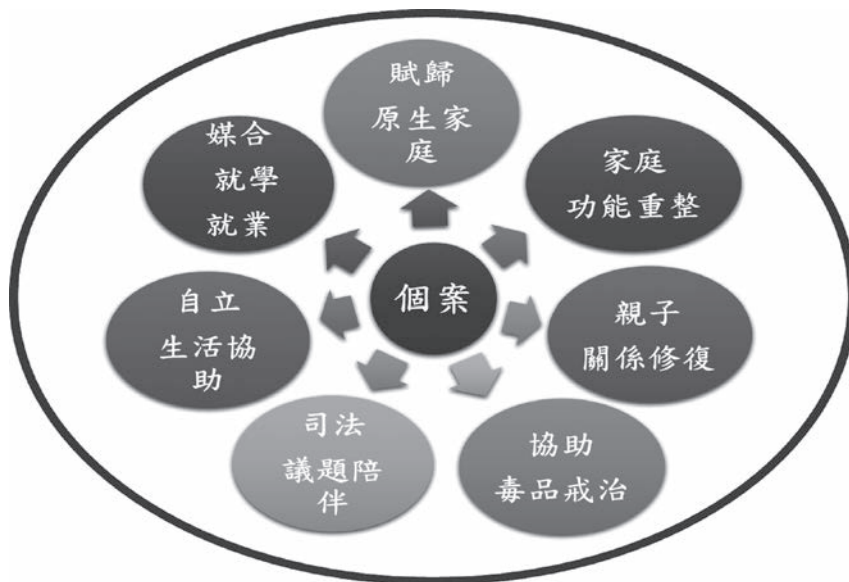 賦歸
原生家
庭
家庭
功能重整
親子
關係修復
協助
毒品戒治
司法
議題陪
伴
自立
生活協
助
媒合
就學
就業
個案